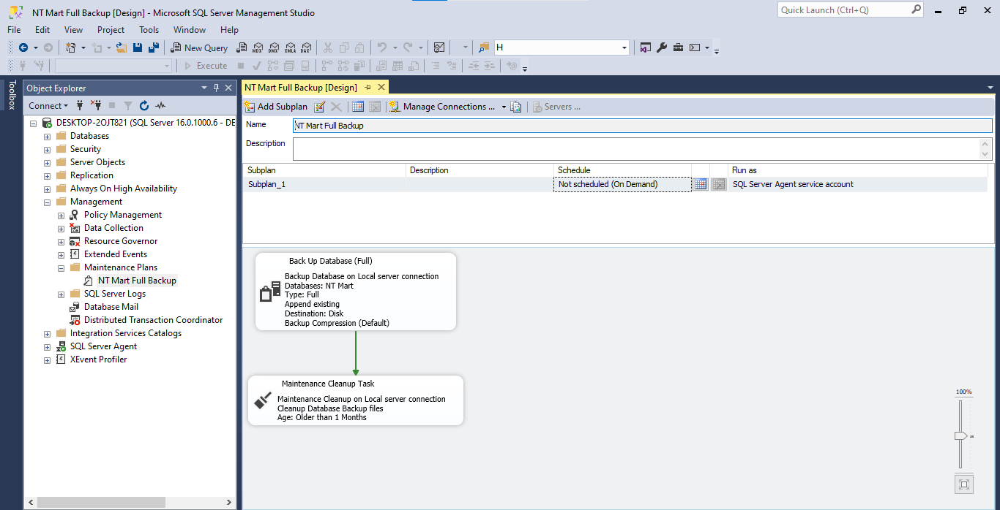 NT Mart Full Backup [Design] - Microsoft SQL Server Management Studio
Quick Launch (Ctrl+Q)
File Edit View Project Tools Window Help
New Query
MDX DMX XMLA DAX
H
Execute
Toolbox
Object Explorer
Connect
DESKTOP-2OJT821 (SQL Server 16.0.1000.6 - DE
Databases
Security
Server Objects
Replication
Always On High Availability
Management
Policy Management
Data Collection
Resource Governor
Extended Events
Maintenance Plans
NT Mart Full Backup
SQL Server Logs
Database Mail
Distributed Transaction Coordinator
Integration Services Catalogs
SQL Server Agent
XEvent Profiler
NT Mart Full Backup [Design]
Add Subplan Manage Connections ... Servers ...
Name NT Mart Full Backup
Description
Subplan Description Schedule Run as
Subplan_1 Not scheduled (On Demand) SQL Server Agent service account
Back Up Database (Full)
Backup Database on Local server connection
Databases: NT Mart
Type: Full
Append existing
Destination: Disk
Backup Compression (Default)
Maintenance Cleanup Task
Maintenance Cleanup on Local server connection
Cleanup Database Backup files
Age: Older than 1 Months
100%